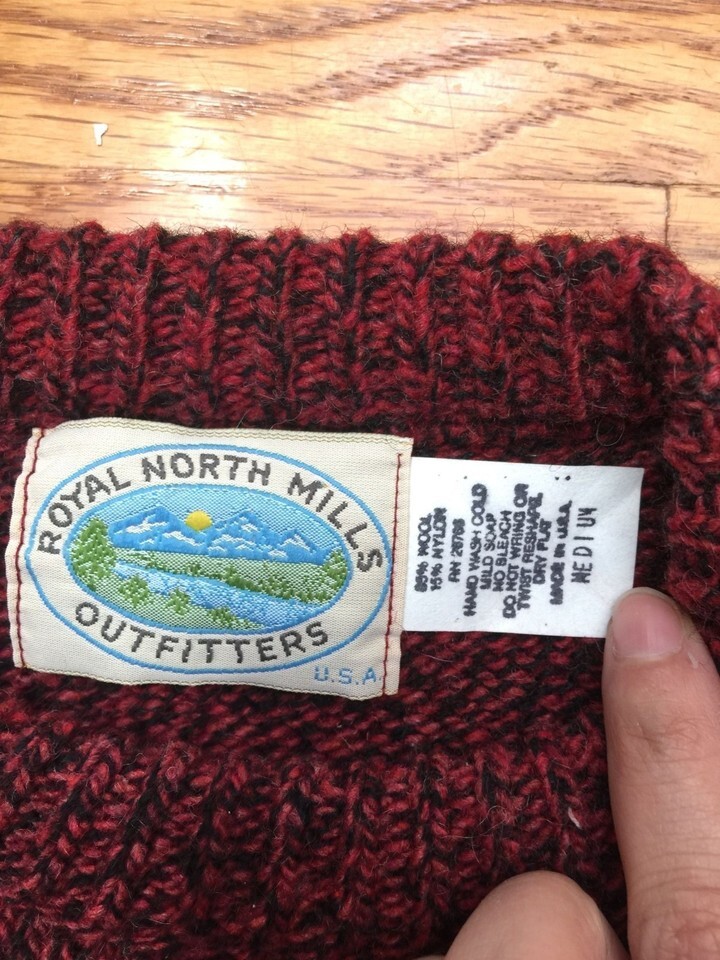 ROYAL NORTH MILLS
OUTFITTERS
U.S.A.
85% WOOL
15% NYLON
RN 28788
HAND WASH COLD
MILD SOAP
NO BLEACH
DO NOT WRING OR
TWIST RESHAPE
DRY FLAT
MADE IN U.S.A.
MEDIUM